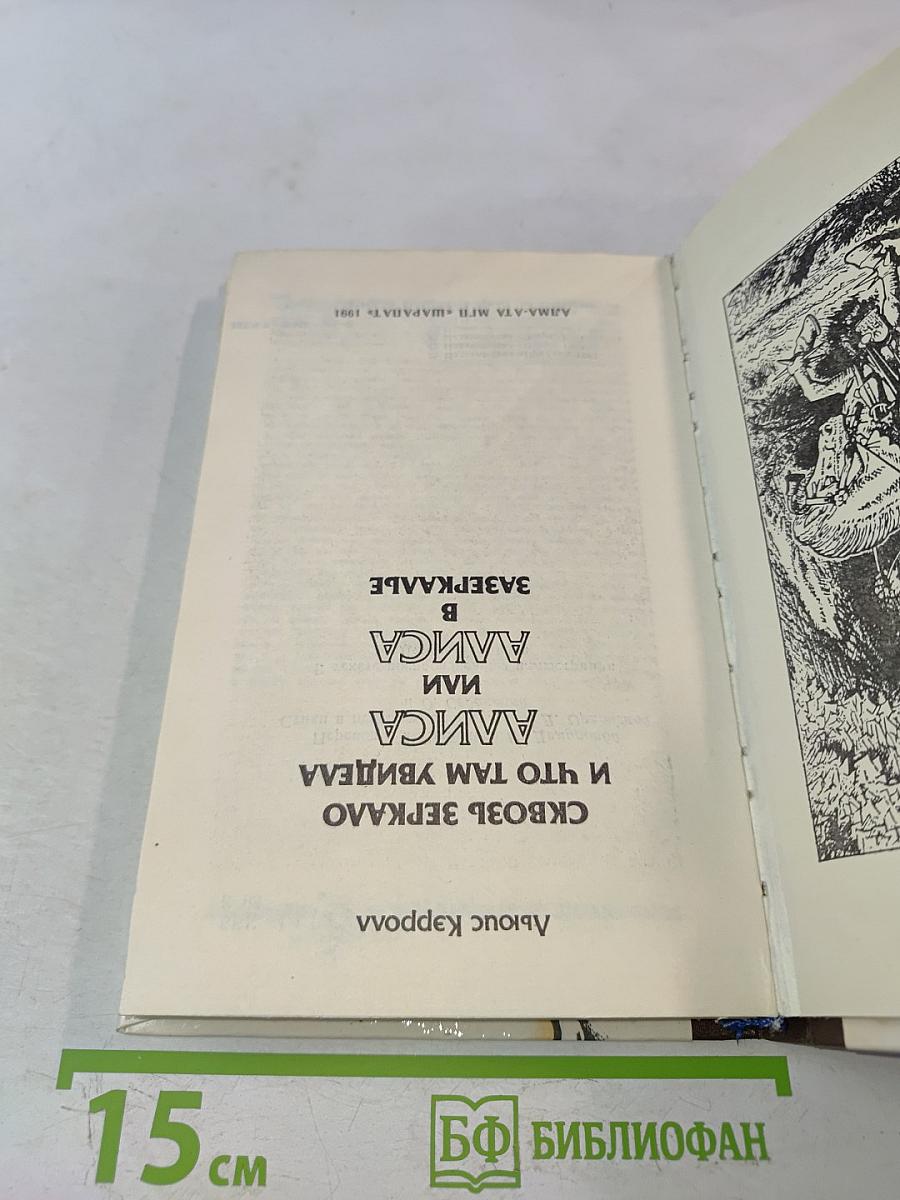 Льюис Кэрролл
СКВОЗЬ ЗЕРКАЛО
И ЧТО ТАМ УВИДЕЛА
АЛИСА
ИЛИ
АЛИСА
В
ЗАЗЕРКАЛЬЕ
АЛМА-АТА МГП «ШАРАПАТ» 1991
15 см
БФ БИБЛИОФАН